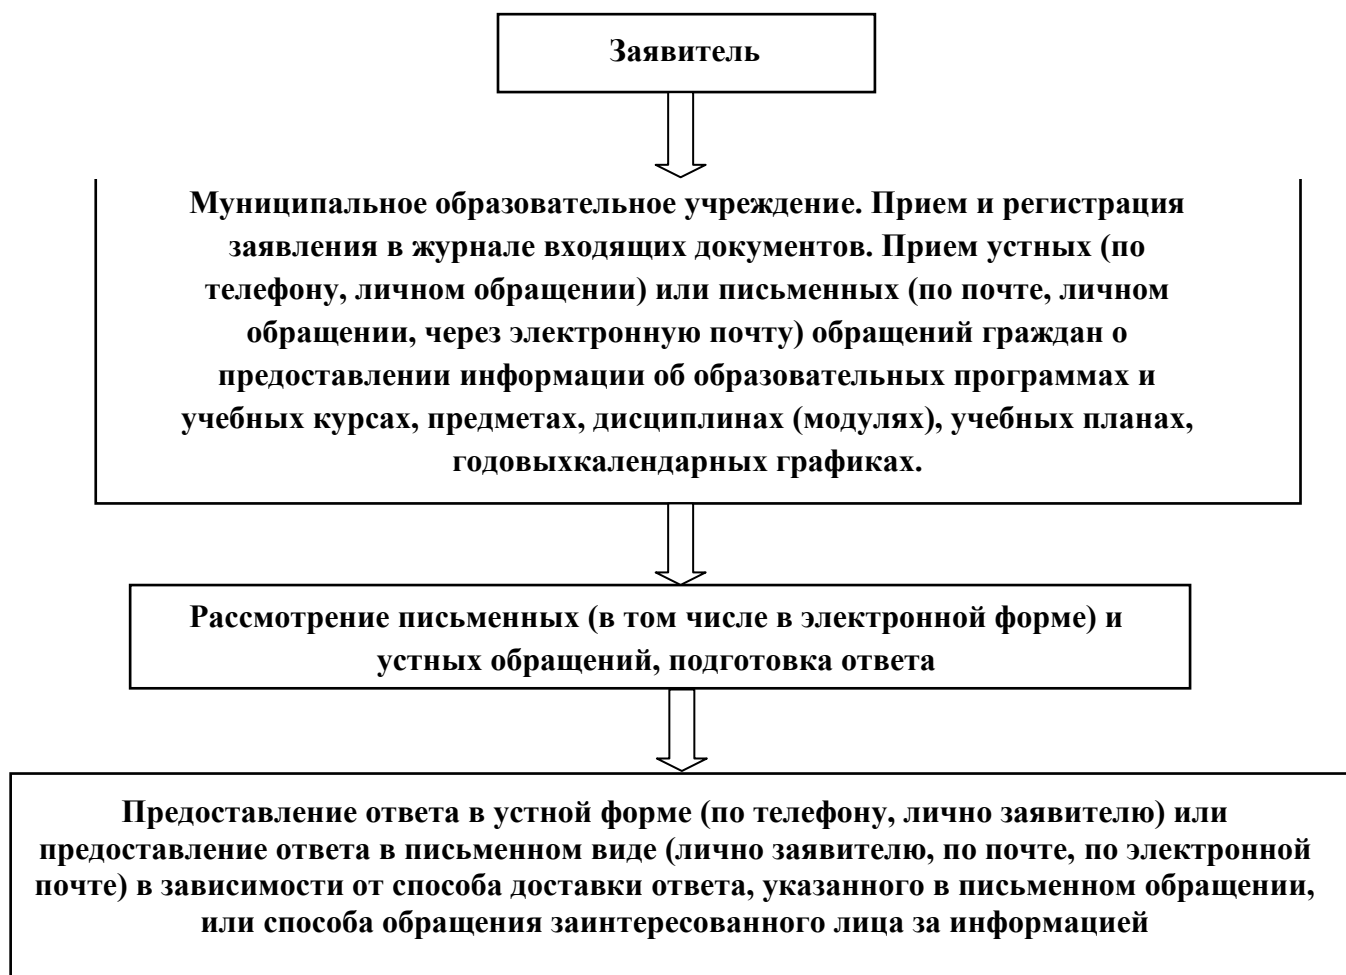 Заявитель
Муниципальное образовательное учреждение. Прием и регистрация
заявления в журнале входящих документов. Прием устных (по
телефону, личном обращении) или письменных (по почте, личном
обращении, через электронную почту) обращений граждан о
предоставлении информации об образовательных программах и
учебных курсах, предметах, дисциплинах (модулях), учебных планах,
годовыхкалендарных графиках.
Рассмотрение письменных (в том числе в электронной форме) и
устных обращений, подготовка ответа
Предоставление ответа в устной форме (по телефону, лично заявителю) или
предоставление ответа в письменном виде (лично заявителю, по почте, по электронной
почте) в зависимости от способа доставки ответа, указанного в письменном обращении,
или способа обращения заинтересованного лица за информацией